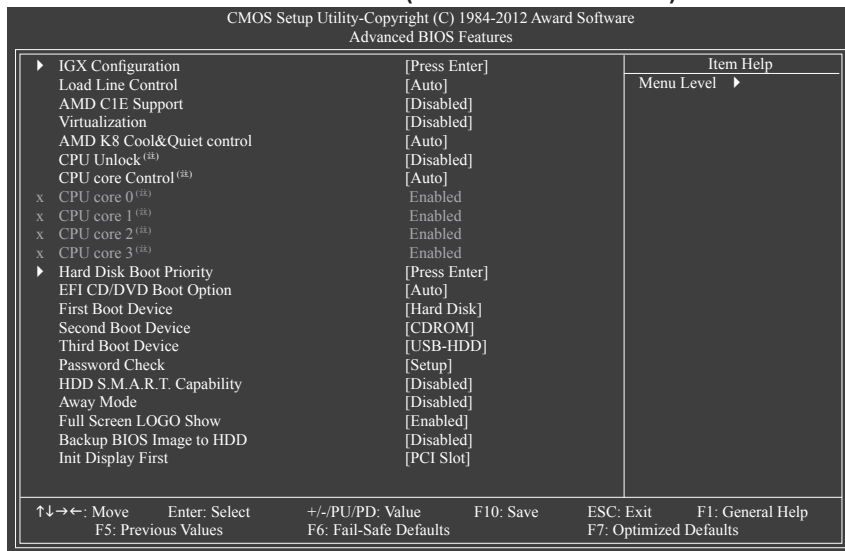 CMOS Setup Utility-Copyright (C) 1984-2012 Award Software
Advanced BIOS Features
▶ IGX Configuration [Press Enter]
Load Line Control [Auto]
AMD C1E Support [Disabled]
Virtualization [Disabled]
AMD K8 Cool&Quiet control [Auto]
CPU Unlock (註) [Disabled]
CPU core Control (註) [Auto]
x CPU core 0 (註) Enabled
x CPU core 1 (註) Enabled
x CPU core 2 (註) Enabled
x CPU core 3 (註) Enabled
▶ Hard Disk Boot Priority [Press Enter]
EFI CD/DVD Boot Option [Auto]
First Boot Device [Hard Disk]
Second Boot Device [CDROM]
Third Boot Device [USB-HDD]
Password Check [Setup]
HDD S.M.A.R.T. Capability [Disabled]
Away Mode [Disabled]
Full Screen LOGO Show [Enabled]
Backup BIOS Image to HDD [Disabled]
Init Display First [PCI Slot]
Item Help
Menu Level ▶
↑↓→←: Move Enter: Select +/-/PU/PD: Value F10: Save ESC: Exit F1: General Help
F5: Previous Values F6: Fail-Safe Defaults F7: Optimized Defaults